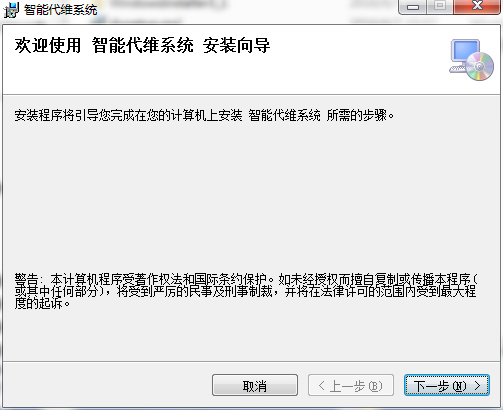 智能代维系统
欢迎使用 智能代维系统 安装向导
安装程序将引导您完成在您的计算机上安装 智能代维系统 所需的步骤。
警告: 本计算机程序受著作权法和国际条约保护。如未经授权而擅自复制或传播本程序(
或其中任何部分)，将受到严厉的民事及刑事制裁，并将在法律许可的范围内受到最大程
度的起诉。
取消
< 上一步(B)
下一步(N) >